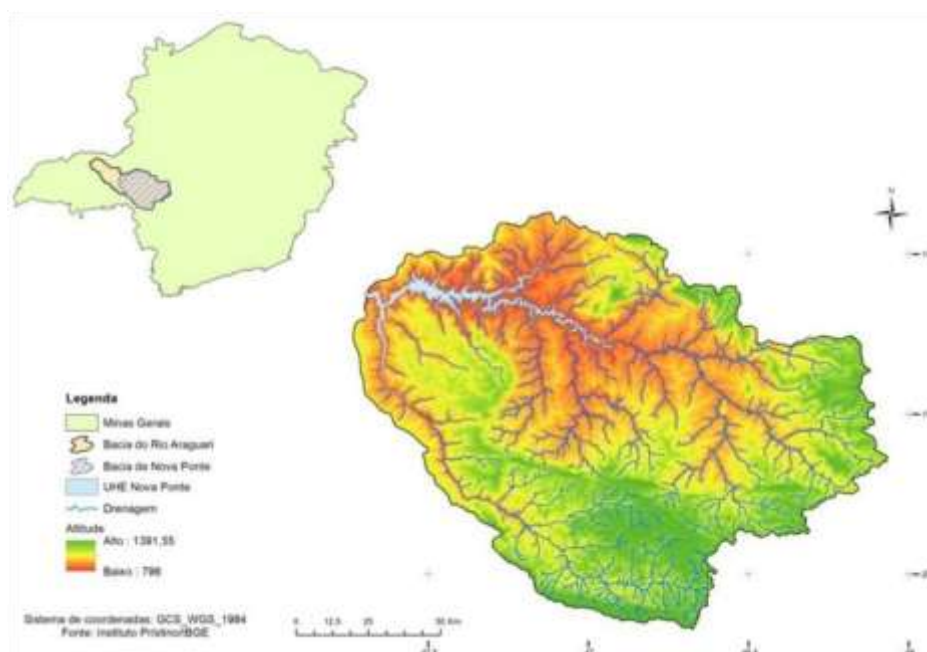 N
Legenda
Minas Gerais
Bacia do Rio Araguari
Bacia de Nova Ponte
UHE Nova Ponte
Drenagem
Altitude
Alto : 1391,55
Baixo : 798
Sistema de coordenadas: GCS_WGS_1984
Fonte: Instituto Prístino/IBGE
0 12,5 25 50 Km